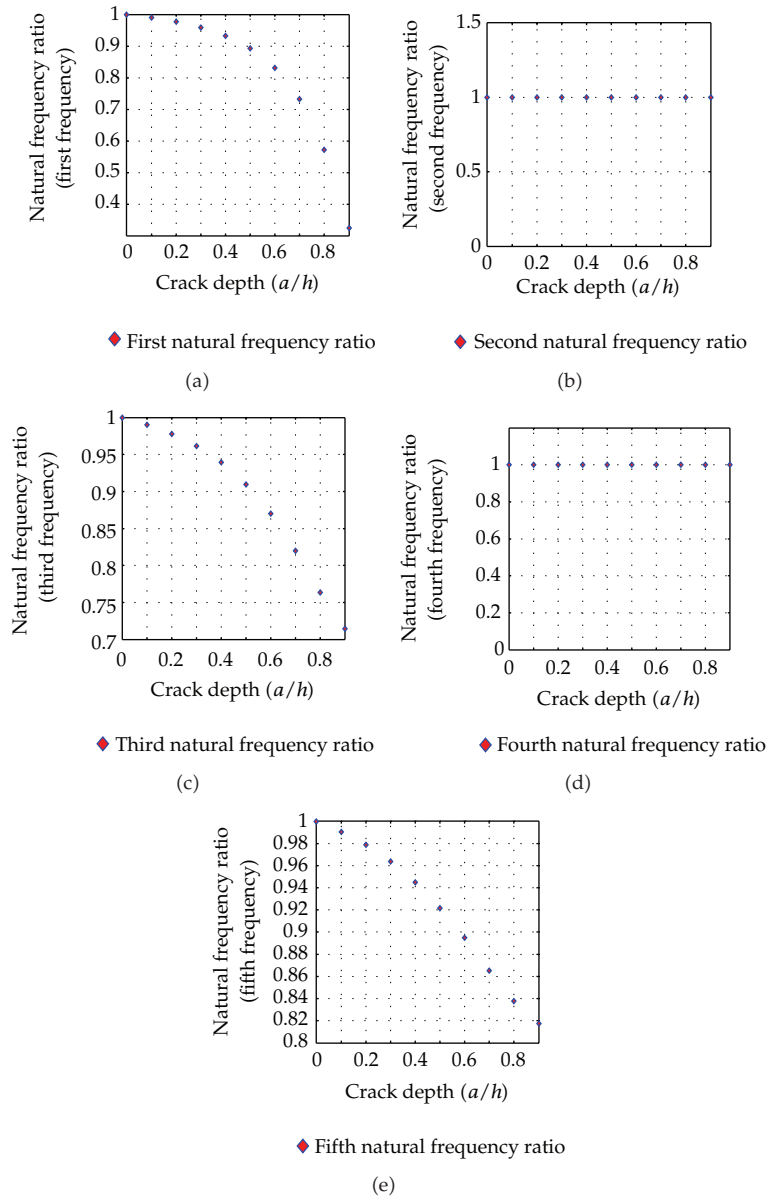 Natural frequency ratio
(first frequency)
1
0.9
0.8
0.7
0.6
0.5
0.4
0 0.2 0.4 0.6 0.8
Crack depth (a/h)
First natural frequency ratio
(a)
Natural frequency ratio
(second frequency)
1.5
1
0.5
0
0 0.2 0.4 0.6 0.8
Crack depth (a/h)
Second natural frequency ratio
(b)
Natural frequency ratio
(third frequency)
1
0.95
0.9
0.85
0.8
0.75
0.7
0 0.2 0.4 0.6 0.8
Crack depth (a/h)
Third natural frequency ratio
(c)
Natural frequency ratio
(fourth frequency)
1
0.8
0.6
0.4
0.2
0
0 0.2 0.4 0.6 0.8
Crack depth (a/h)
Fourth natural frequency ratio
(d)
Natural frequency ratio
(fifth frequency)
1
0.98
0.96
0.94
0.92
0.9
0.88
0.86
0.84
0.82
0.8
0 0.2 0.4 0.6 0.8
Crack depth (a/h)
Fifth natural frequency ratio
(e)